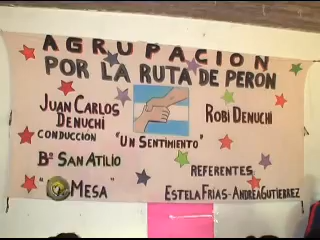 AGRUPACION
POR LA RUTA DE PERON
JUAN CARLOS DENUCHI
ROBI DENUCHI
CONDUCCIÓN
"UN SENTIMIENTO"
Bº SAN ATILIO
REFERENTES
" MESA"
ESTELA FRIAS-ANDREA GUTIERREZ